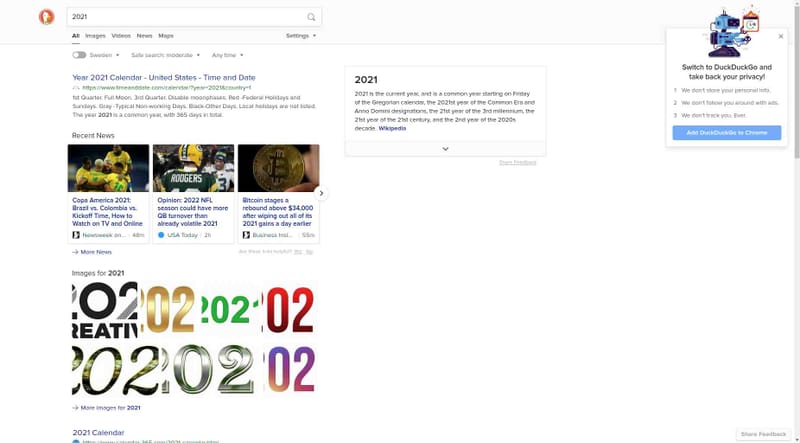 2021
All Images Videos News Maps Settings
Sweden Safe search: moderate Any time
Year 2021 Calendar - United States - Time and Date
https://www.timeanddate.com/calendar/?year=2021&country=1
1st Quarter. Full Moon. 3rd Quarter. Disable moonphases. Red -Federal Holidays and
Sundays. Gray -Typical Non-working Days. Black-Other Days. Local holidays are not listed.
The year 2021 is a common year, with 365 days in total.
Recent News
RODGERS
Copa America 2021:
Brazil vs. Colombia vs.
Kickoff Time, How to
Watch on TV and Online
Newsweek on... 48m
Opinion: 2022 NFL
season could have more
QB turnover than
already volatile 2021
USA Today 2h
Bitcoin stages a
rebound above $34,000
after wiping out all of its
2021 gains a day earlier
Business Insi... 55m
More News
Are these links helpful? Yes No
Images for 2021
202
REATIV
202
202
202
202
202
202
More Images for 2021
2021 Calendar
2021
2021 is the current year, and is a common year starting on Friday
of the Gregorian calendar, the 2021st year of the Common Era and
Anno Domini designations, the 21st year of the 3rd millennium, the
21st year of the 21st century, and the 2nd year of the 2020s
decade. Wikipedia
Share Feedback
Switch to DuckDuckGo and
take back your privacy!
1 We don't store your personal info.
2 We don't follow you around with ads.
3 We don't track you. Ever.
Add DuckDuckGo to Chrome
Share Feedback